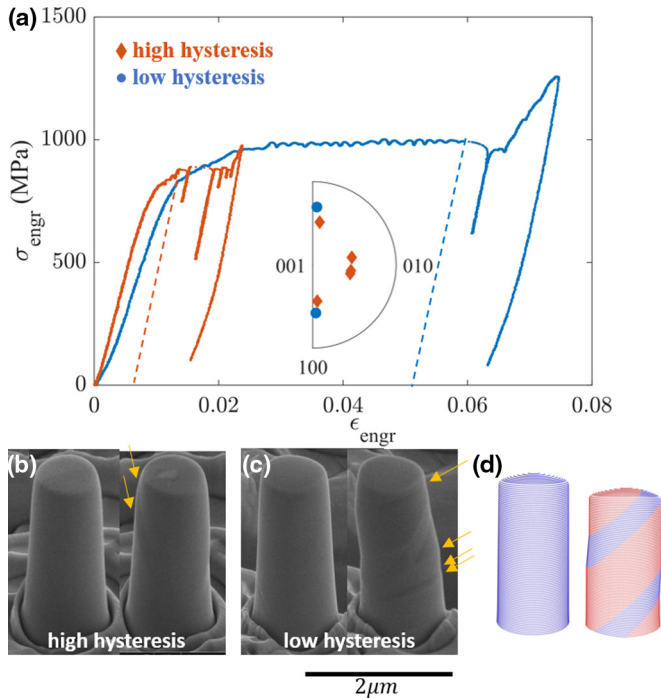 (a)
1500
1000
500
0
σengr (MPa)
high hysteresis
low hysteresis
001
010
100
0
0.02
0.04
0.06
0.08
ϵengr
(b)
(c)
(d)
high hysteresis
low hysteresis
2μm